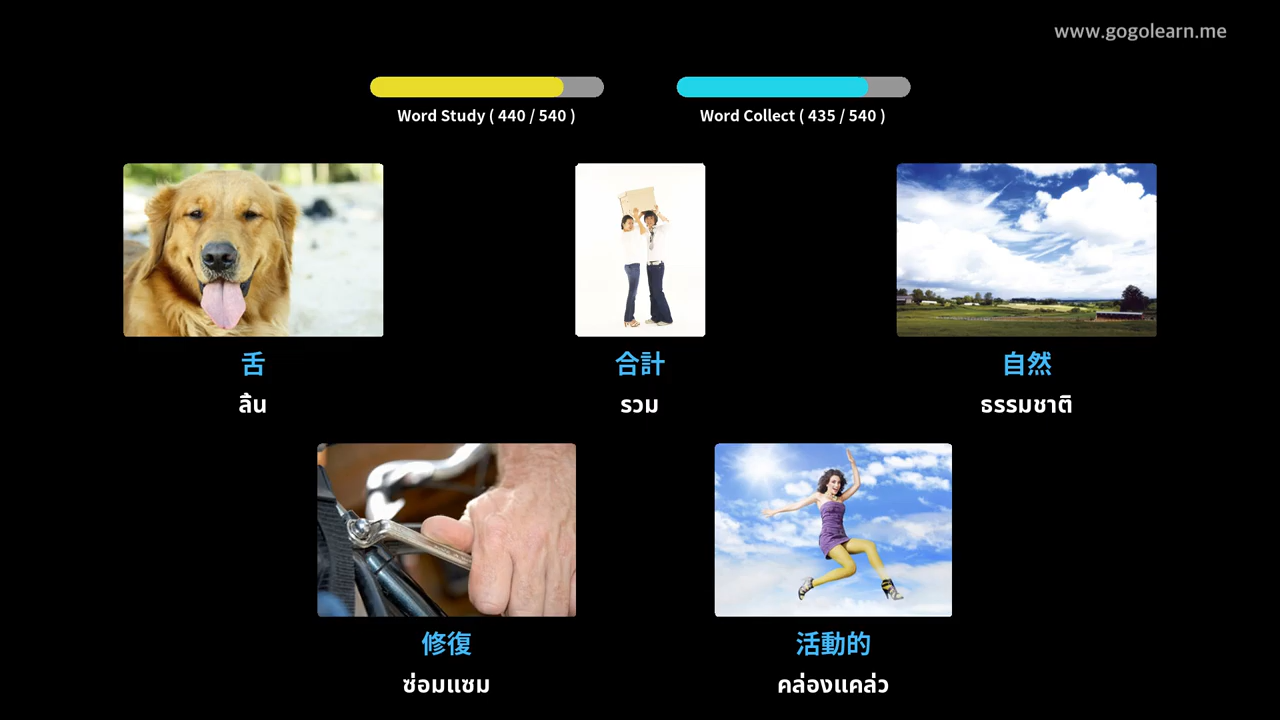 www.gogolearn.me
Word Study ( 440 / 540 )
Word Collect ( 435 / 540 )
舌
合計
自然
ลิ้น
รวม
ธรรมชาติ
修復
活動的
ซ่อมแซม
คล่องแคล่ว